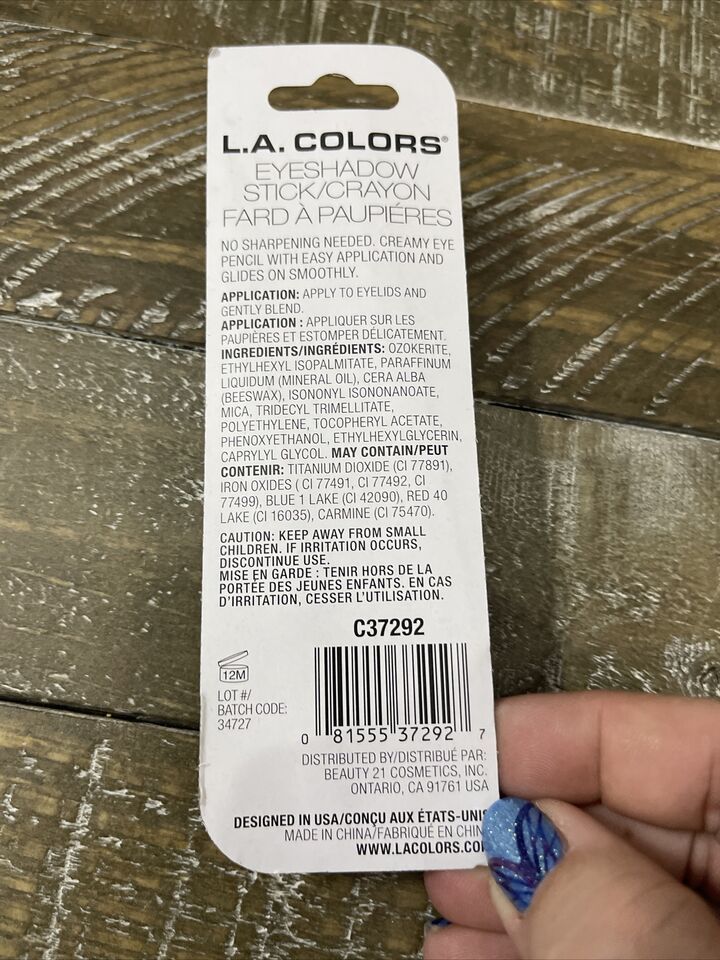 L.A. COLORS®
EYESHADOW
STICK/CRAYON
FARD À PAUPIÉRES
NO SHARPENING NEEDED. CREAMY EYE
PENCIL WITH EASY APPLICATION AND
GLIDES ON SMOOTHLY.
APPLICATION: APPLY TO EYELIDS AND
GENTLY BLEND.
APPLICATION : APPLIQUER SUR LES
PAUPIÈRES ET ESTOMPER DÉLICATEMENT.
INGREDIENTS/INGRÉDIENTS: OZOKERITE,
ETHYLHEXYL ISOPALMITATE, PARAFFINUM
LIQUIDUM (MINERAL OIL), CERA ALBA
(BEESWAX), ISONONYL ISONONANOATE,
MICA, TRIDECYL TRIMELLITATE,
POLYETHYLENE, TOCOPHERYL ACETATE,
PHENOXYETHANOL, ETHYLHEXYLGLYCERIN,
CAPRYLYL GLYCOL. MAY CONTAIN/PEUT
CONTENIR: TITANIUM DIOXIDE (CI 77891),
IRON OXIDES ( CI 77491, CI 77492, CI
77499), BLUE 1 LAKE (CI 42090), RED 40
LAKE (CI 16035), CARMINE (CI 75470).
CAUTION: KEEP AWAY FROM SMALL
CHILDREN. IF IRRITATION OCCURS,
DISCONTINUE USE.
MISE EN GARDE : TENIR HORS DE LA
PORTÉE DES JEUNES ENFANTS. EN CAS
D'IRRITATION, CESSER L'UTILISATION.
C37292
12M
LOT #/
BATCH CODE:
34727
0 81555 37292 7
DISTRIBUTED BY/DISTRIBUÉ PAR:
BEAUTY 21 COSMETICS, INC.
ONTARIO, CA 91761 USA
DESIGNED IN USA/CONÇU AUX ÉTATS-UNIS
MADE IN CHINA/FABRIQUÉ EN CHIN
WWW.LACOLORS.CO